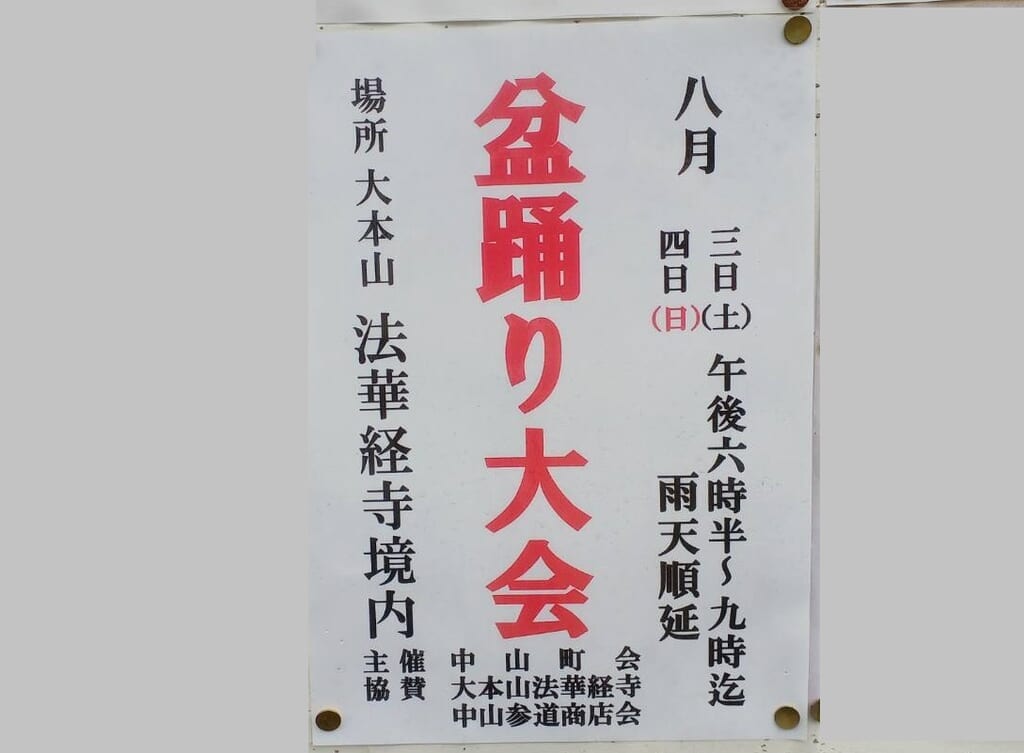 八月
三日(土) 午後六時半～九時迄
四日(日) 雨天順延
盆踊り大会
場所 大本山 法華経寺境内
主催 中山町会
協賛 大本山法華経寺
中山参道商店会